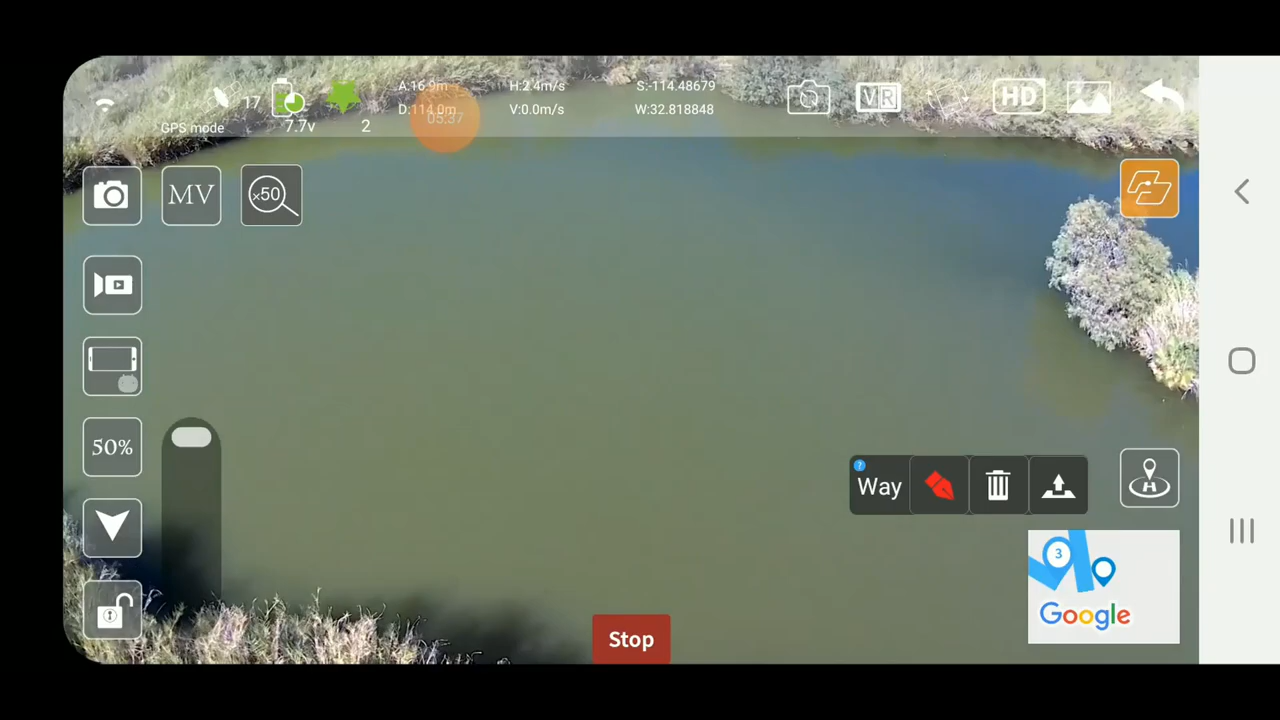 17
GPS mode
7.7v
2
A:16.9m
D:114.0m
05:37
H:2.4m/s
V:0.0m/s
S:-114.48679
W:32.818848
VR
HD
MV
×50
50%
? Way
H
3
Google
Stop